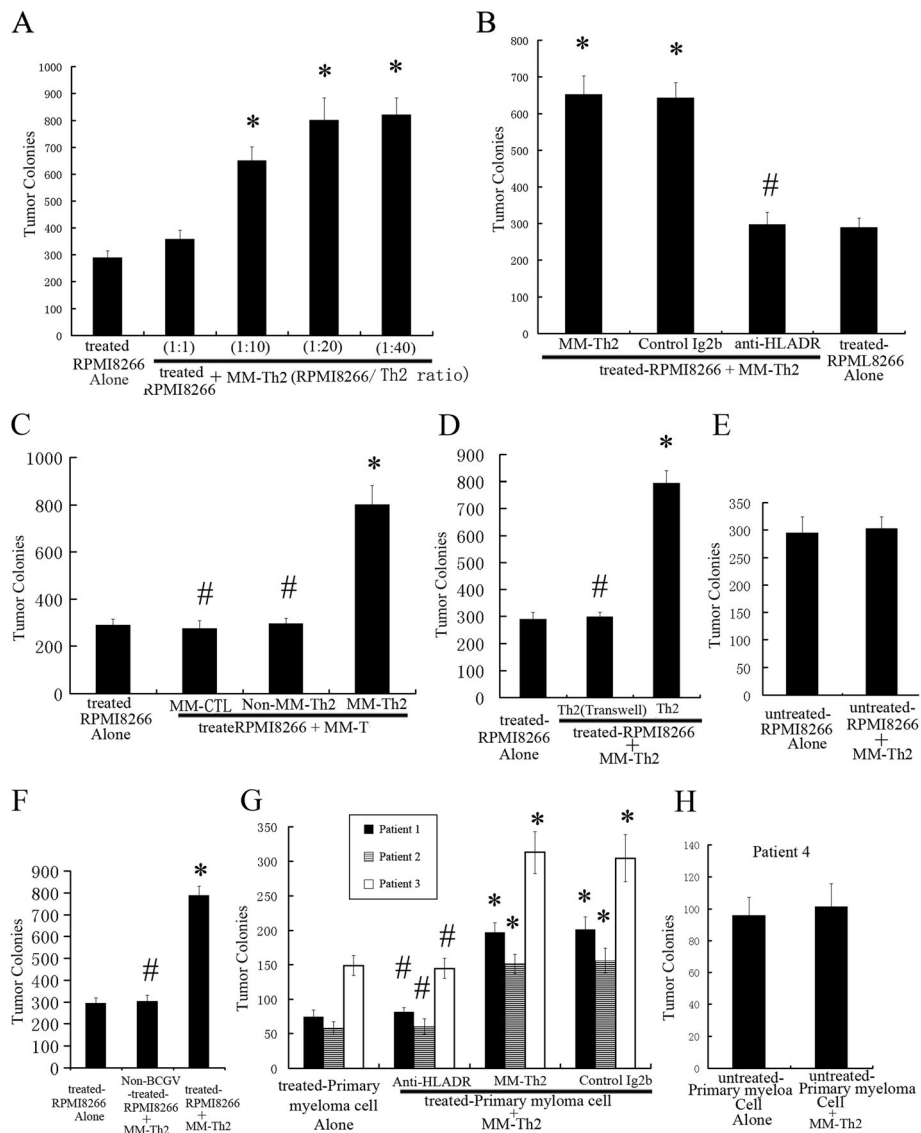 A
Tumor Colonies
1000
900
800
700
600
500
400
300
200
100
0
*
*
*
treated
RPMI8266
Alone
(1:1)
(1:10)
(1:20)
(1:40)
treated
RPMI8266
+ MM-Th2 (RPMI8266/Th2 ratio)
B
Tumor Colonies
800
700
600
500
400
300
200
100
0
*
*
#
MM-Th2
Control Ig2b
anti-HLADR
treated-RPMI8266 + MM-Th2
treated-
RPML8266
Alone
C
Tumor Colonies
1000
800
600
400
200
0
#
#
*
treated
RPMI8266
Alone
MM-CTL
Non-MM-Th2
MM-Th2
treateRPMI8266 + MM-T
D
Tumor Colonies
900
800
700
600
500
400
300
200
100
0
#
*
treated-
RPMI8266
Alone
Th2(Transwell)
Th2
treated-RPMI8266
+
MM-Th2
E
Tumor Colonies
350
300
250
200
150
100
50
0
untreated-
RPMI8266
Alone
untreated-
RPMI8266
+
MM-Th2
F
Tumor Colonies
900
800
700
600
500
400
300
200
100
0
#
*
treated-
RPMI8266
Alone
Non-BCGV
-treated-
RPMI8266
+
MM-Th2
treated-
RPMI8266
+
MM-Th2
G
Tumor Colonies
350
300
250
200
150
100
50
0
Patient 1
Patient 2
Patient 3
#
#
#
*
*
*
*
*
*
treated-Primary
myeloma cell
Alone
Anti-HLADR
MM-Th2
Control Ig2b
treated-Primary myloma cell
+
MM-Th2
H
Patient 4
Tumor Colonies
140
120
100
80
60
40
20
0
untreated-
Primary myeloa
Cell
Alone
untreated-
Primary myeloma
Cell
+
MM-Th2